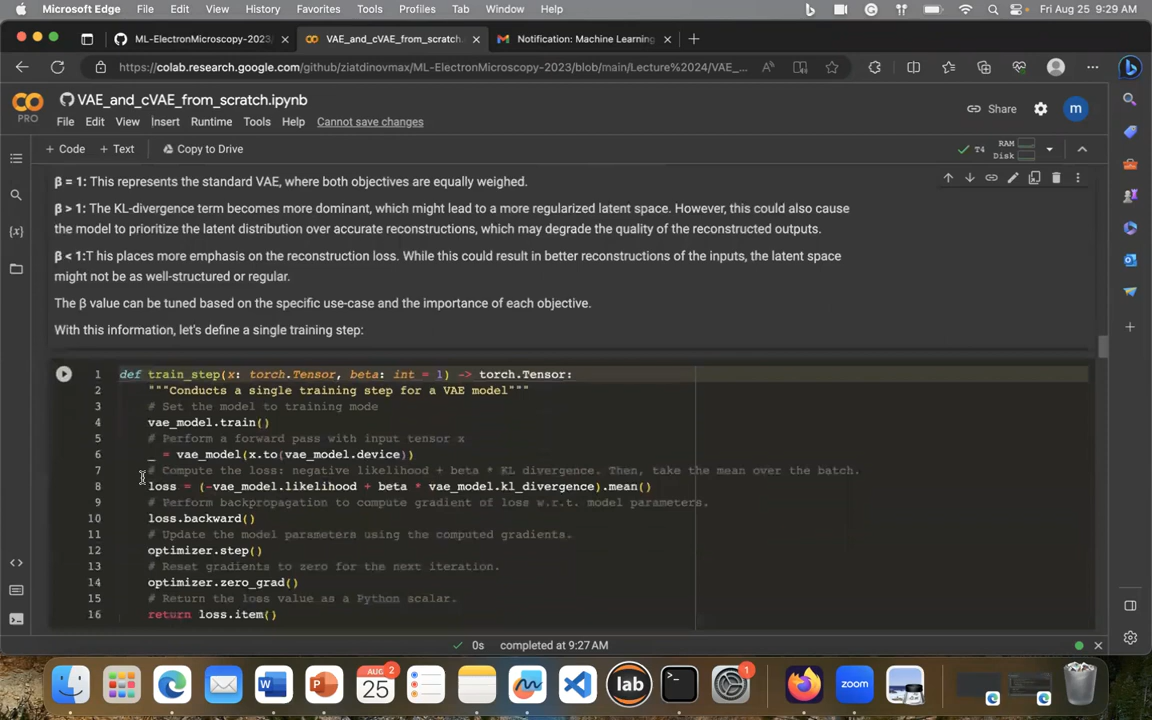 Microsoft Edge File Edit View History Favorites Tools Profiles Tab Window Help Fri Aug 25 9:29 AM
ML-ElectronMicroscopy-2023/ VAE_and_cVAE_from_scratch. Notification: Machine Learning
https://colab.research.google.com/github/ziatdinovmax/ML-ElectronMicroscopy-2023/blob/main/Lecture%2024/VAE_...
PRO VAE_and_cVAE_from_scratch.ipynb Share m
File Edit View Insert Runtime Tools Help Cannot save changes
+ Code + Text Copy to Drive T4 RAM Disk
β = 1: This represents the standard VAE, where both objectives are equally weighed.
β > 1: The KL-divergence term becomes more dominant, which might lead to a more regularized latent space. However, this could also cause
the model to prioritize the latent distribution over accurate reconstructions, which may degrade the quality of the reconstructed outputs.
β < 1:T his places more emphasis on the reconstruction loss. While this could result in better reconstructions of the inputs, the latent space
might not be as well-structured or regular.
The β value can be tuned based on the specific use-case and the importance of each objective.
With this information, let's define a single training step:
1 def train_step(x: torch.Tensor, beta: int = 1) -> torch.Tensor:
2 """Conducts a single training step for a VAE model"""
3 # Set the model to training mode
4 vae_model.train()
5 # Perform a forward pass with input tensor x
6 _ = vae_model(x.to(vae_model.device))
7 # Compute the loss: negative likelihood + beta * KL divergence. Then, take the mean over the batch.
8 loss = (-vae_model.likelihood + beta * vae_model.kl_divergence).mean()
9 # Perform backpropagation to compute gradient of loss w.r.t. model parameters.
10 loss.backward()
11 # Update the model parameters using the computed gradients.
12 optimizer.step()
13 # Reset gradients to zero for the next iteration.
14 optimizer.zero_grad()
15 # Return the loss value as a Python scalar.
16 return loss.item()
0s completed at 9:27 AM
AUG 2 25 lab 1 zoom